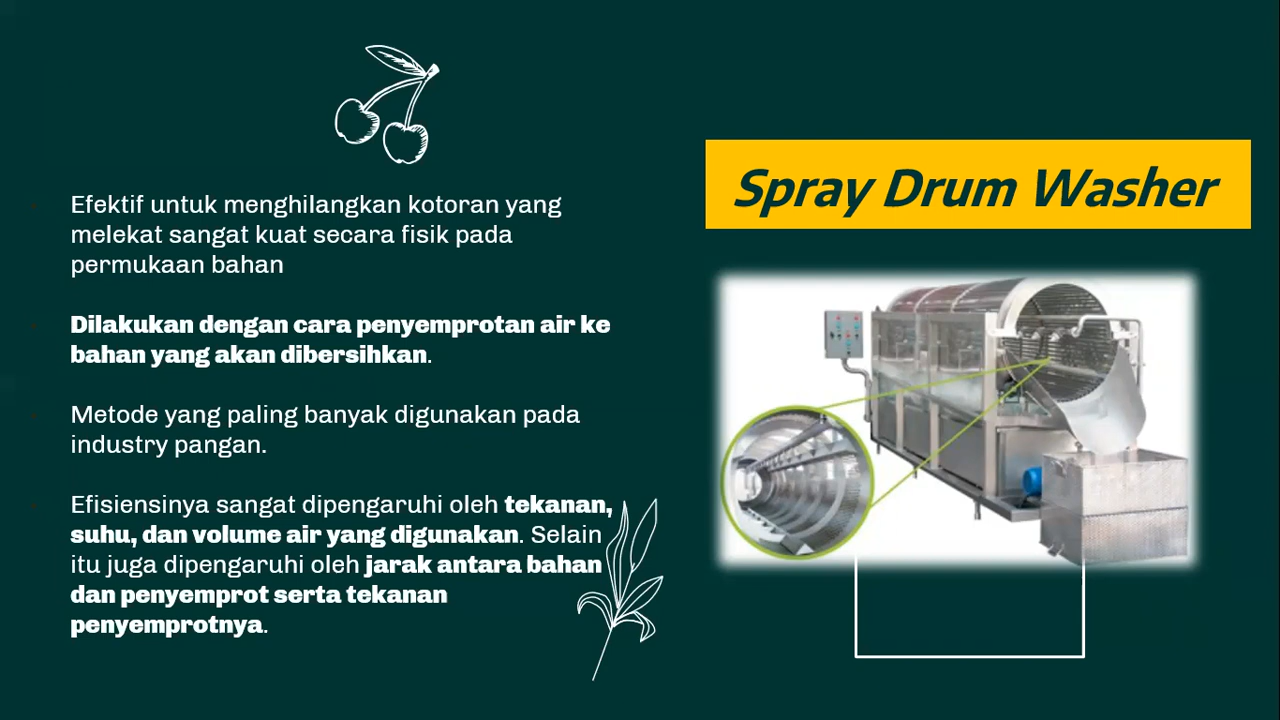 Spray Drum Washer
Efektif untuk menghilangkan kotoran yang
melekat sangat kuat secara fisik pada
permukaan bahan
Dilakukan dengan cara penyemprotan air ke
bahan yang akan dibersihkan.
Metode yang paling banyak digunakan pada
industry pangan.
Efisiensinya sangat dipengaruhi oleh tekanan,
suhu, dan volume air yang digunakan. Selain
itu juga dipengaruhi oleh jarak antara bahan
dan penyemprot serta tekanan
penyemprotnya.